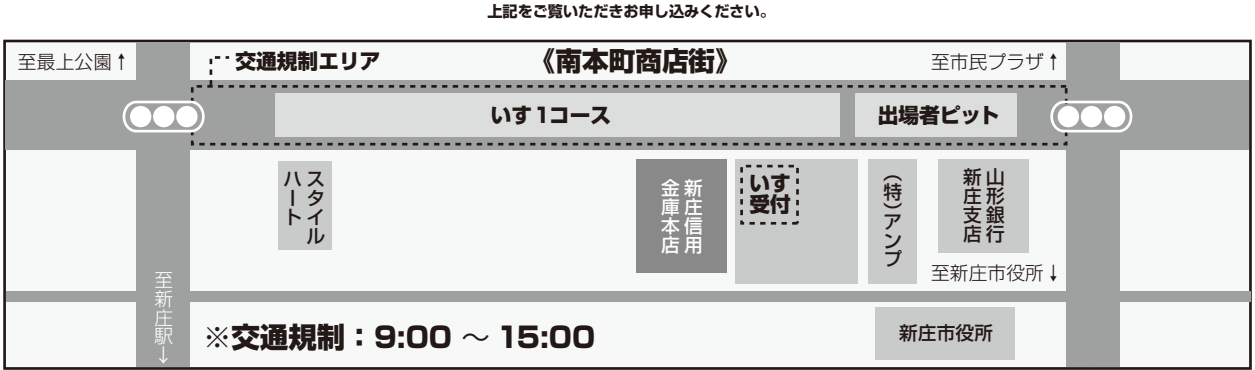 上記をご覧いただきお申し込みください。
至最上公園↑
交通規制エリア
《南本町商店街》
至市民プラザ↑
いす1コース
出場者ピット
スタイル
ハート
新庄信用
金庫本店
いす
受付
（特）アンプ
山形銀行
新庄支店
至新庄市役所↓
至新庄駅→
※交通規制：9:00 ～ 15:00
新庄市役所